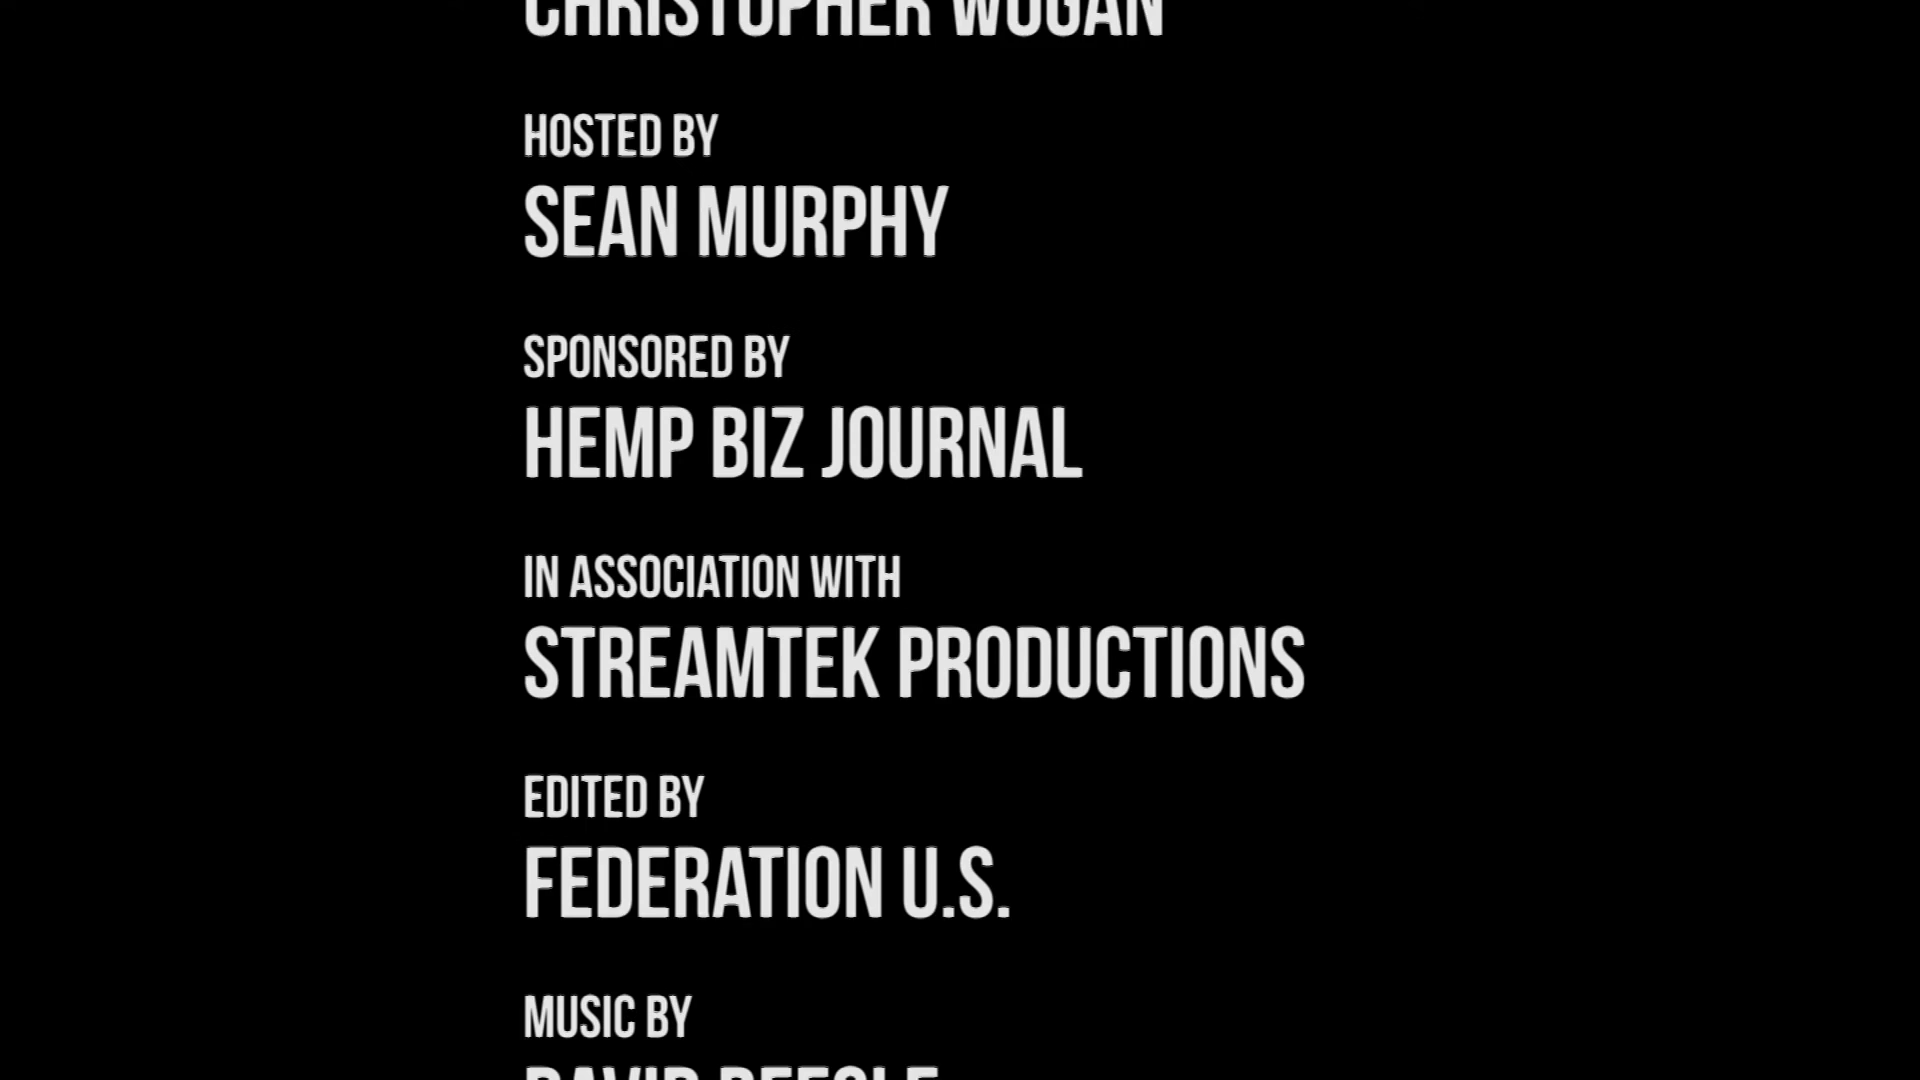 CHRISTOPHER WOGAN
HOSTED BY
SEAN MURPHY
SPONSORED BY
HEMP BIZ JOURNAL
IN ASSOCIATION WITH
STREAMTEK PRODUCTIONS
EDITED BY
FEDERATION U.S.
MUSIC BY
DAVID